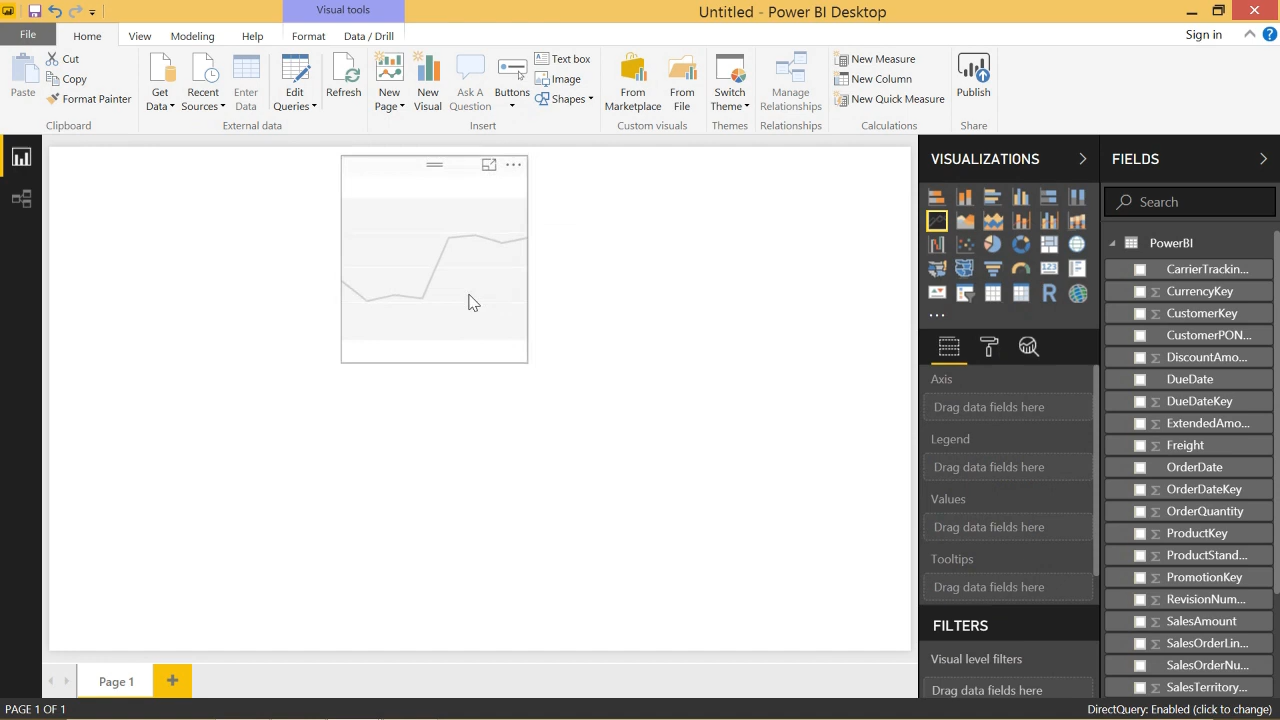 Visual tools
Untitled - Power BI Desktop
File
Home
View
Modeling
Help
Format
Data / Drill
Sign in
Paste
Cut
Copy
Format Painter
Clipboard
Get Data
Recent Sources
Enter Data
External data
Edit Queries
Refresh
New Page
New Visual
Ask A Question
Buttons
Text box
Image
Shapes
Insert
From Marketplace
From File
Custom visuals
Switch Theme
Themes
Manage Relationships
Relationships
New Measure
New Column
New Quick Measure
Calculations
Publish
Share
VISUALIZATIONS
123
R
Axis
Drag data fields here
Legend
Drag data fields here
Values
Drag data fields here
Tooltips
Drag data fields here
FILTERS
Visual level filters
Drag data fields here
FIELDS
Search
PowerBI
CarrierTrackin...
Σ CurrencyKey
Σ CustomerKey
CustomerPON...
Σ DiscountAmo...
DueDate
Σ DueDateKey
Σ ExtendedAmo...
Σ Freight
OrderDate
Σ OrderDateKey
Σ OrderQuantity
Σ ProductKey
Σ ProductStand...
Σ PromotionKey
Σ RevisionNum...
Σ SalesAmount
Σ SalesOrderLin...
SalesOrderNu...
Σ SalesTerritory...
Page 1
PAGE 1 OF 1
DirectQuery: Enabled (click to change)